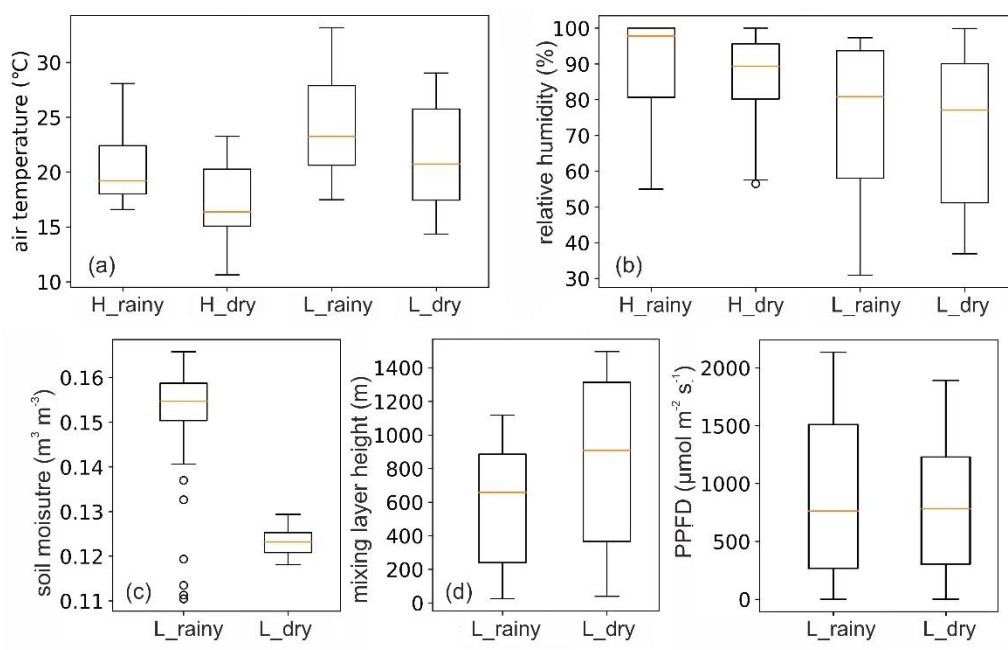 air temperature (℃)
30
25
20
15
10
(a)
H_rainy H_dry L_rainy L_dry
relative humidity (%)
100
90
80
70
60
50
40
30
(b)
H_rainy H_dry L_rainy L_dry
soil moisutre (m³ m⁻³)
0.16
0.15
0.14
0.13
0.12
0.11
(c)
L_rainy L_dry
mixing layer height (m)
1400
1200
1000
800
600
400
200
0
(d)
L_rainy L_dry
PPFD (μmol m⁻² s⁻¹)
2000
1500
1000
500
0
L_rainy L_dry